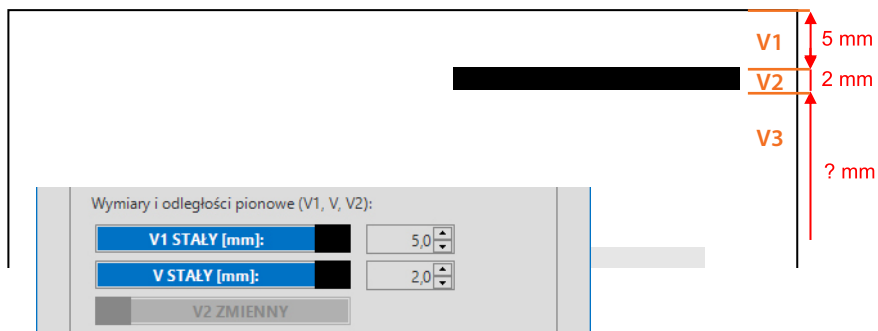 V1 5 mm
V2 2 mm
V3
? mm
Wymiary i odległości pionowe (V1, V, V2):
V1 STAŁY [mm]: 5,0
V STAŁY [mm]: 2,0
V2 ZMIENNY